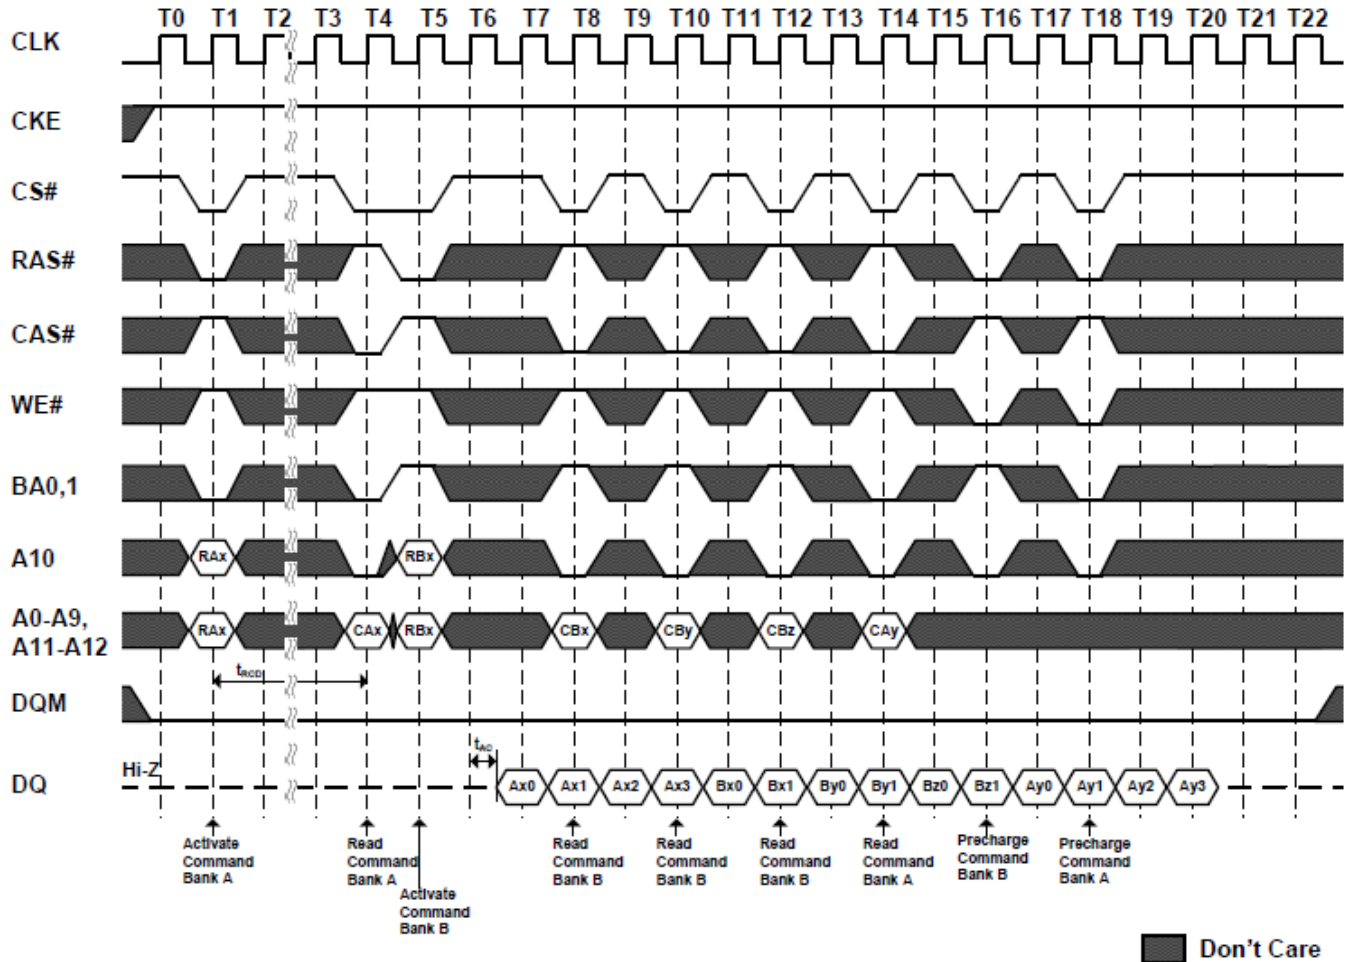 T0 T1 T2 T3 T4 T5 T6 T7 T8 T9 T10 T11 T12 T13 T14 T15 T16 T17 T18 T19 T20 T21 T22
CLK
CKE
CS#
RAS#
CAS#
WE#
BA0,1
A10 RAx RBx
A0-A9,
A11-A12 RAx CAx RBx CBx CBy CBz CAy
tRCD
DQM
tAC
Hi-Z
DQ Ax0 Ax1 Ax2 Ax3 Bx0 Bx1 By0 By1 Bz0 Bz1 Ay0 Ay1 Ay2 Ay3
Activate
Command
Bank A
Read
Command
Bank A
Activate
Command
Bank B
Read
Command
Bank B
Read
Command
Bank B
Read
Command
Bank B
Read
Command
Bank A
Precharge
Command
Bank B
Precharge
Command
Bank A
Don't Care